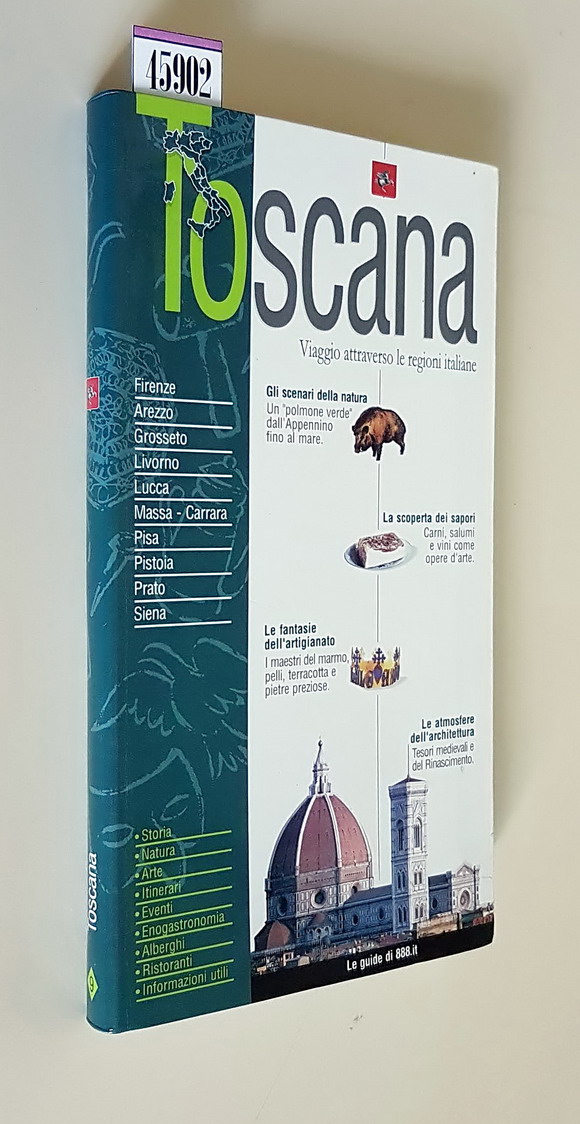 45902
Toscana
Viaggio attraverso le regioni italiane
Firenze
Arezzo
Grosseto
Livorno
Lucca
Massa - Carrara
Pisa
Pistoia
Prato
Siena
Gli scenari della natura
Un "polmone verde"
dall'Appennino
fino al mare.
La scoperta dei sapori
Carni, salumi
e vini come
opere d'arte.
Le fantasie
dell'artigianato
I maestri del marmo,
pelli, terracotta e
pietre preziose.
Le atmosfere
dell'architettura
Tesori medievali e
del Rinascimento.
• Storia
• Natura
• Arte
• Itinerari
• Eventi
• Enogastronomia
• Alberghi
• Ristoranti
• Informazioni utili
Le guide di 888.it
Toscana
9